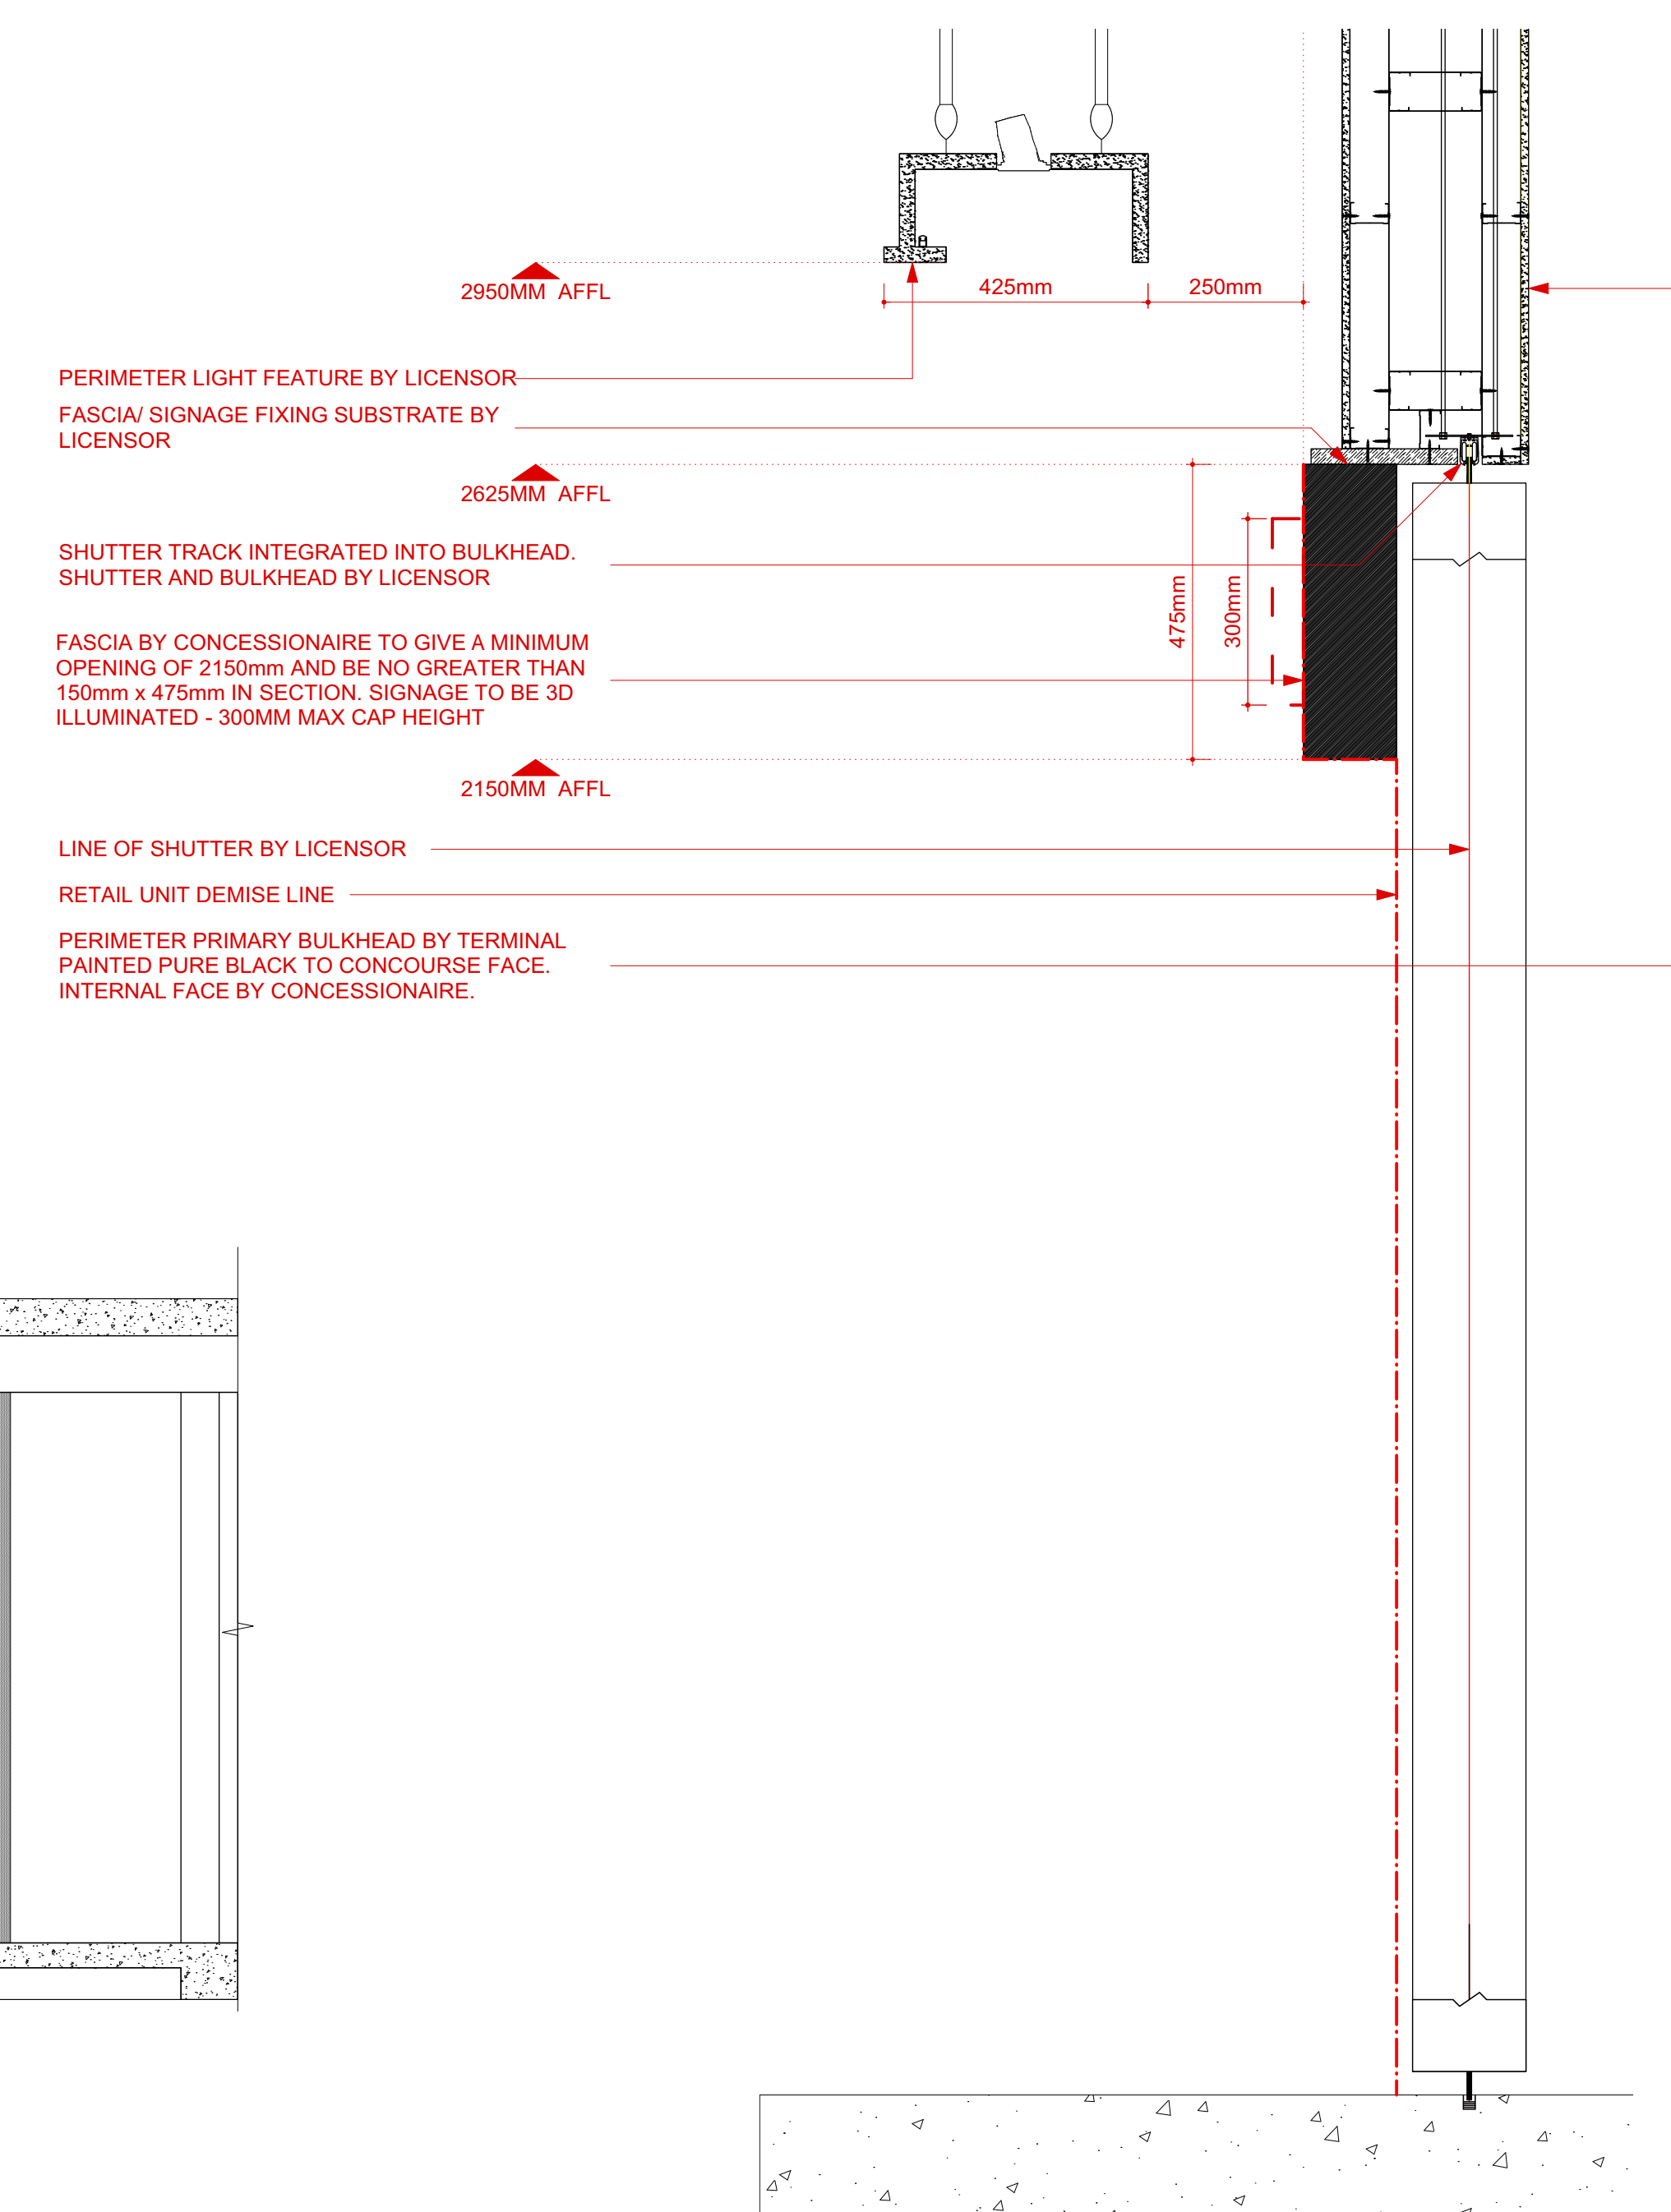 2950MM AFFL
425mm
250mm
PERIMETER LIGHT FEATURE BY LICENSOR
FASCIA/ SIGNAGE FIXING SUBSTRATE BY
LICENSOR
2625MM AFFL
SHUTTER TRACK INTEGRATED INTO BULKHEAD.
SHUTTER AND BULKHEAD BY LICENSOR
475mm
300mm
FASCIA BY CONCESSIONAIRE TO GIVE A MINIMUM
OPENING OF 2150mm AND BE NO GREATER THAN
150mm x 475mm IN SECTION. SIGNAGE TO BE 3D
ILLUMINATED - 300MM MAX CAP HEIGHT
2150MM AFFL
LINE OF SHUTTER BY LICENSOR
RETAIL UNIT DEMISE LINE
PERIMETER PRIMARY BULKHEAD BY TERMINAL
PAINTED PURE BLACK TO CONCOURSE FACE.
INTERNAL FACE BY CONCESSIONAIRE.